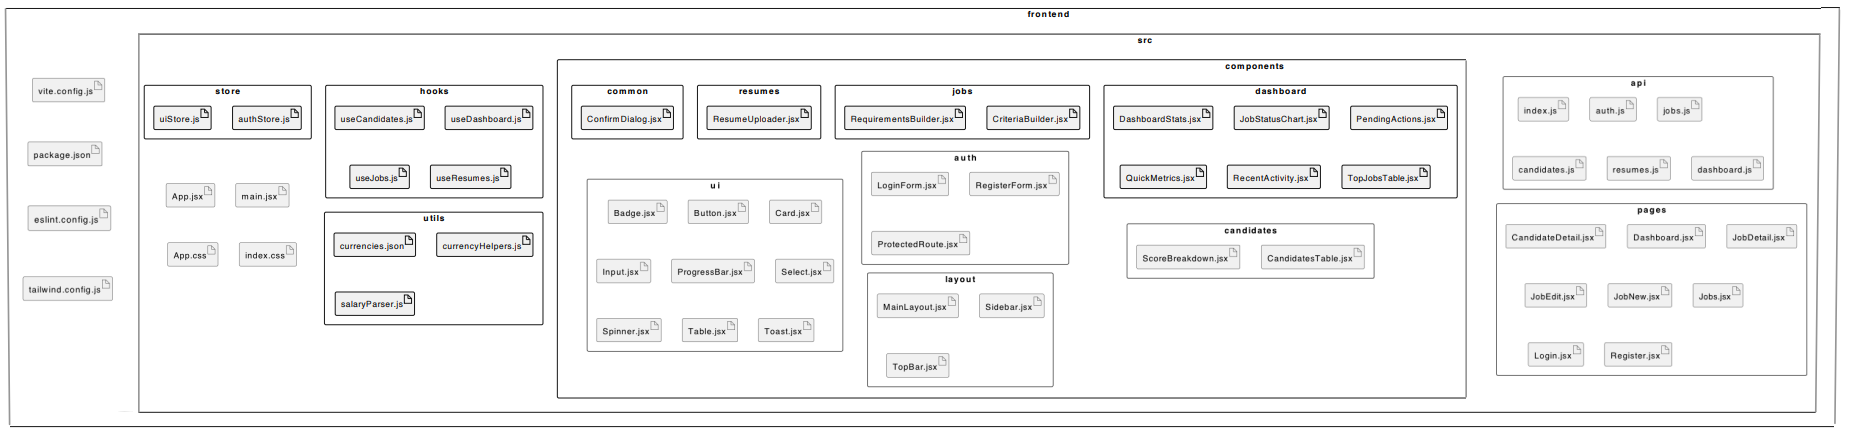 frontend
src
components
vite.config.js
package.json
eslint.config.js
tailwind.config.js
store
uiStore.js
authStore.js
App.jsx
main.jsx
App.css
index.css
hooks
useCandidates.js
useDashboard.js
useJobs.js
useResumes.js
utils
currencies.json
currencyHelpers.js
salaryParser.js
common
ConfirmDialog.jsx
resumes
ResumeUploader.jsx
jobs
RequirementsBuilder.jsx
CriteriaBuilder.jsx
dashboard
DashboardStats.jsx
JobStatusChart.jsx
PendingActions.jsx
QuickMetrics.jsx
RecentActivity.jsx
TopJobsTable.jsx
ui
Badge.jsx
Button.jsx
Card.jsx
Input.jsx
ProgressBar.jsx
Select.jsx
Spinner.jsx
Table.jsx
Toast.jsx
auth
LoginForm.jsx
RegisterForm.jsx
ProtectedRoute.jsx
layout
MainLayout.jsx
Sidebar.jsx
TopBar.jsx
candidates
ScoreBreakdown.jsx
CandidatesTable.jsx
api
index.js
auth.js
jobs.js
candidates.js
resumes.js
dashboard.js
pages
CandidateDetail.jsx
Dashboard.jsx
JobDetail.jsx
JobEdit.jsx
JobNew.jsx
Jobs.jsx
Login.jsx
Register.jsx